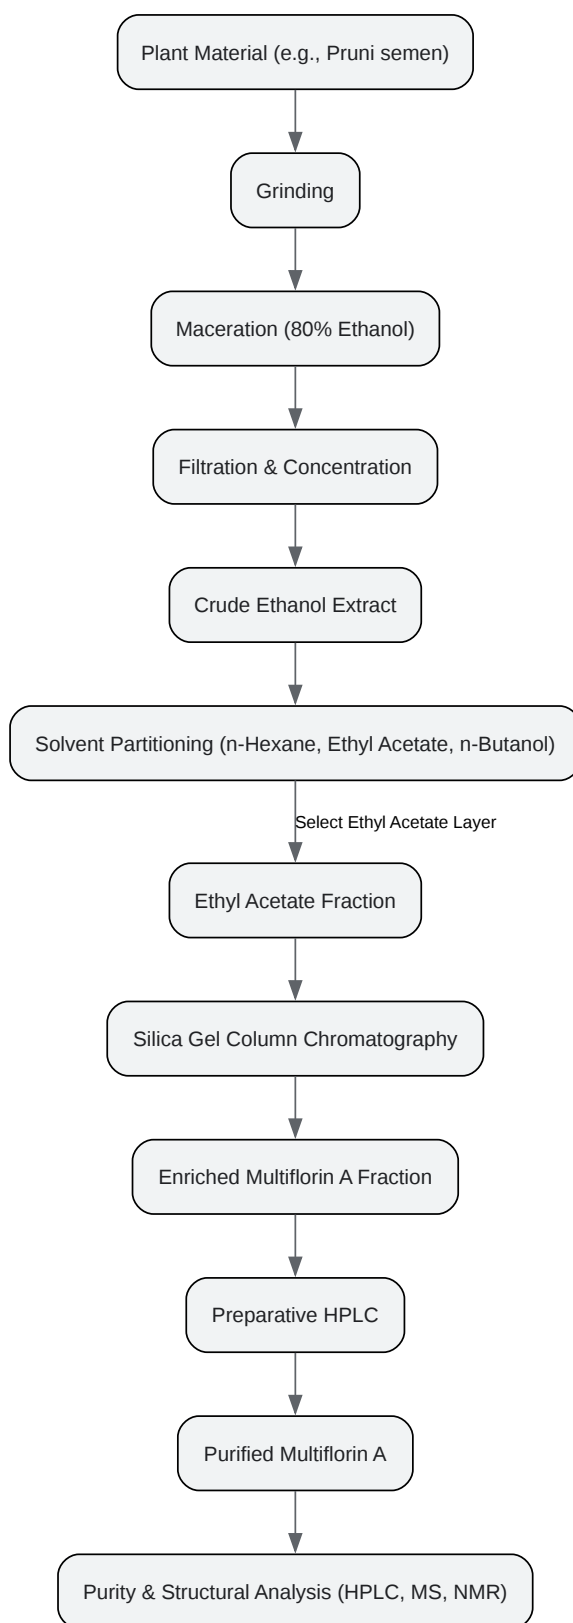 Plant Material (e.g., Pruni semen)
Grinding
Maceration (80% Ethanol)
Filtration & Concentration
Crude Ethanol Extract
Solvent Partitioning (n-Hexane, Ethyl Acetate, n-Butanol)
Select Ethyl Acetate Layer
Ethyl Acetate Fraction
Silica Gel Column Chromatography
Enriched Multiflorin A Fraction
Preparative HPLC
Purified Multiflorin A
Purity & Structural Analysis (HPLC, MS, NMR)